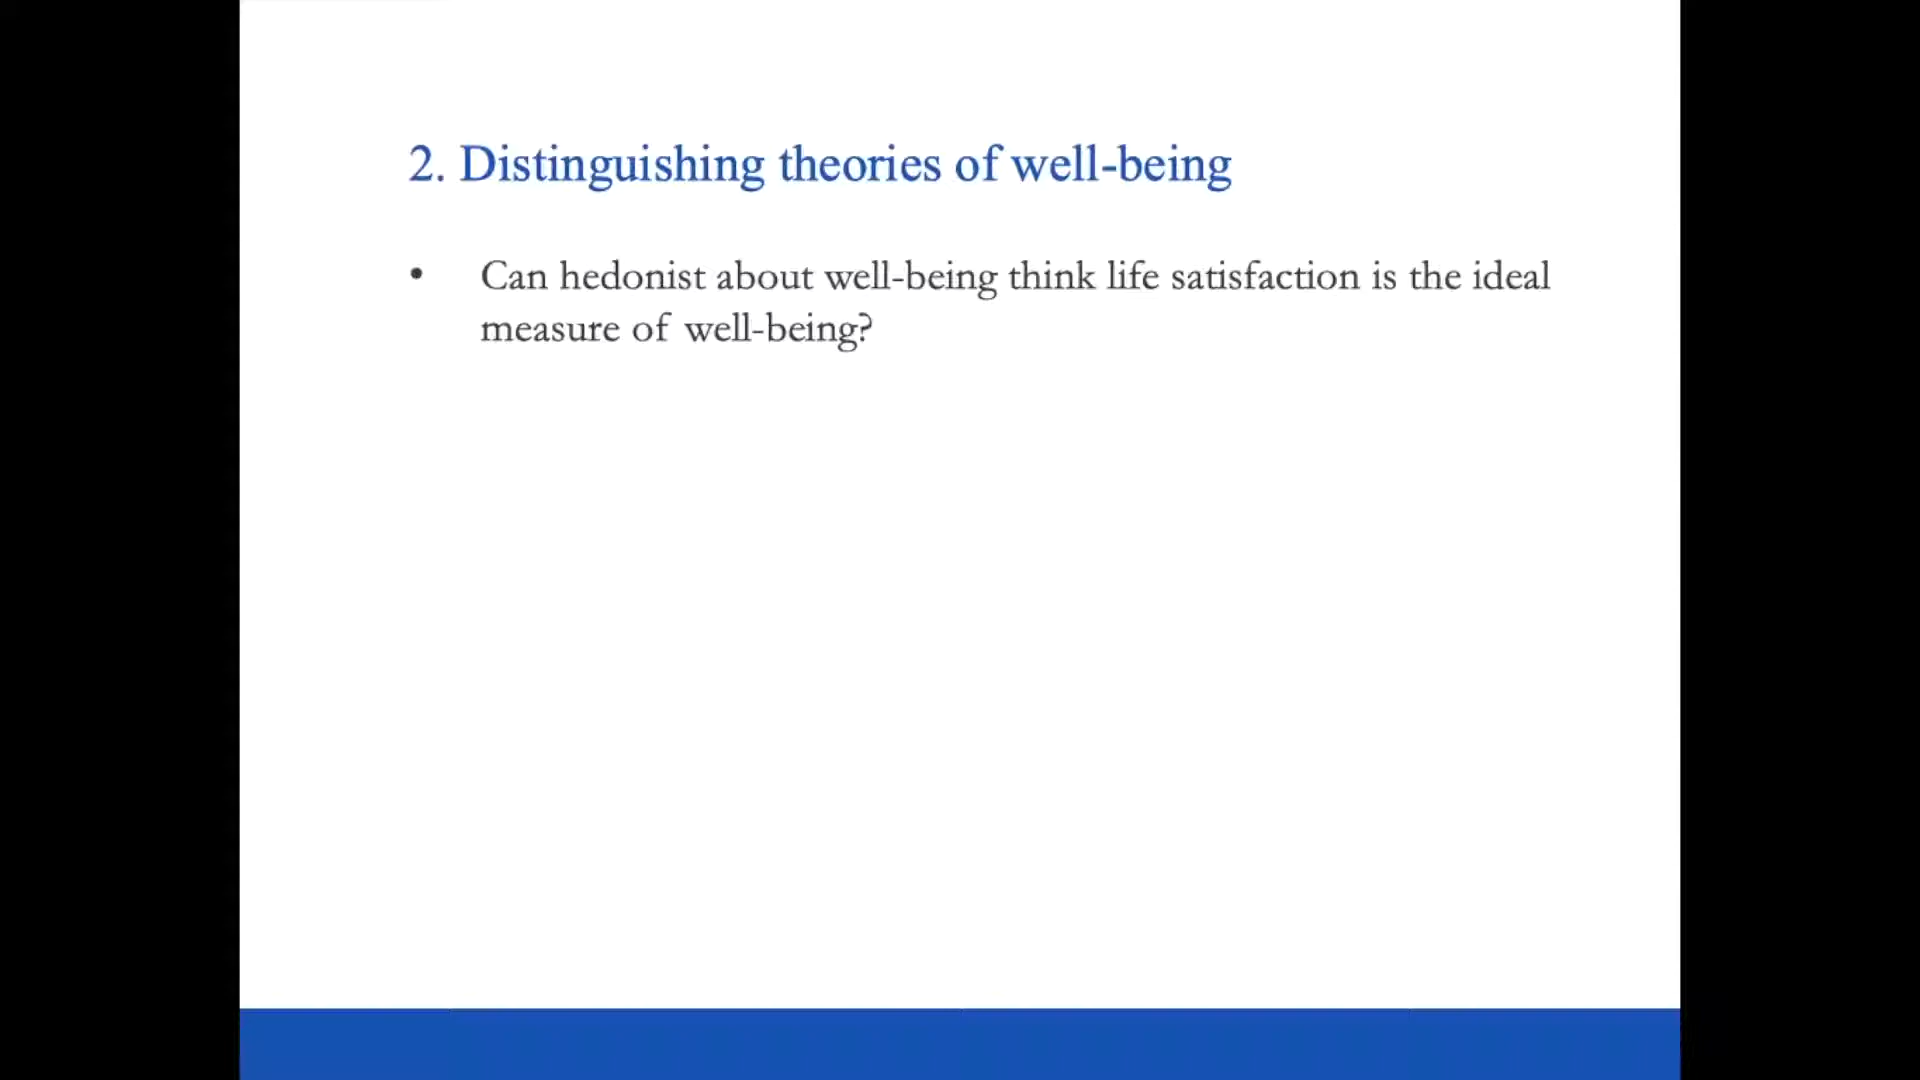 2. Distinguishing theories of well-being
• Can hedonist about well-being think life satisfaction is the ideal
measure of well-being?